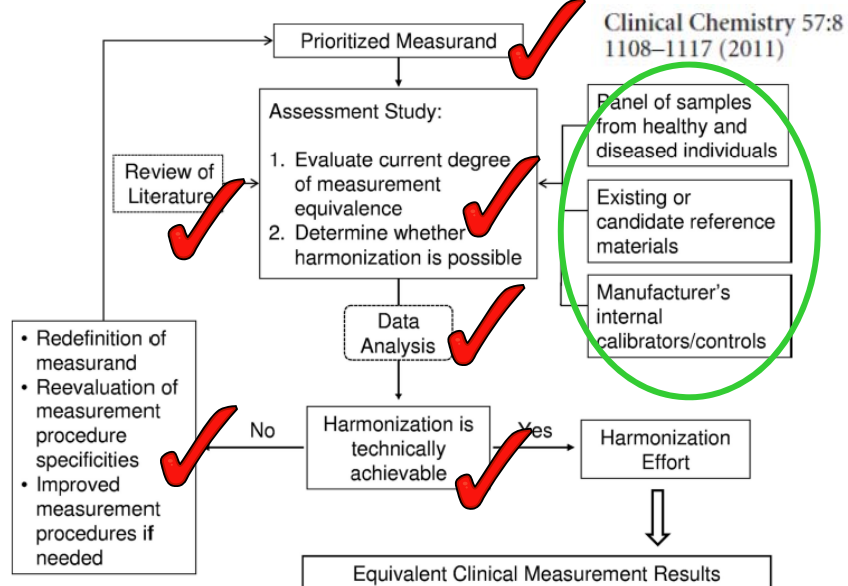 Clinical Chemistry 57:8
1108–1117 (2011)
Prioritized Measurand
Assessment Study:
1. Evaluate current degree
of measurement
equivalence
2. Determine whether
harmonization is possible
Review of
Literature
Panel of samples
from healthy and
diseased individuals
Existing or
candidate reference
materials
Manufacturer's
internal
calibrators/controls
Data
Analysis
• Redefinition of
measurand
• Reevaluation of
measurement
procedure
specificities
• Improved
measurement
procedures if
needed
No
Harmonization is
technically
achievable
Yes
Harmonization
Effort
Equivalent Clinical Measurement Results